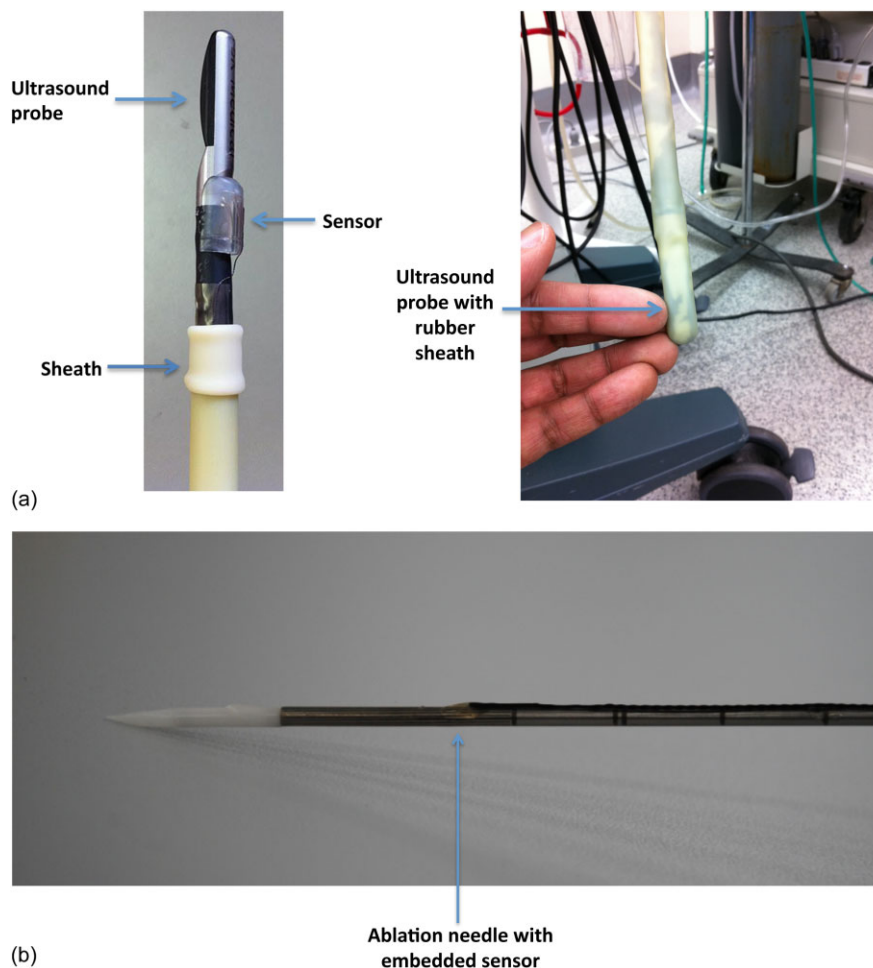 Ultrasound
probe
Sensor
Sheath
Ultrasound
probe with
rubber
sheath
(a)
Ablation needle with
embedded sensor
(b)